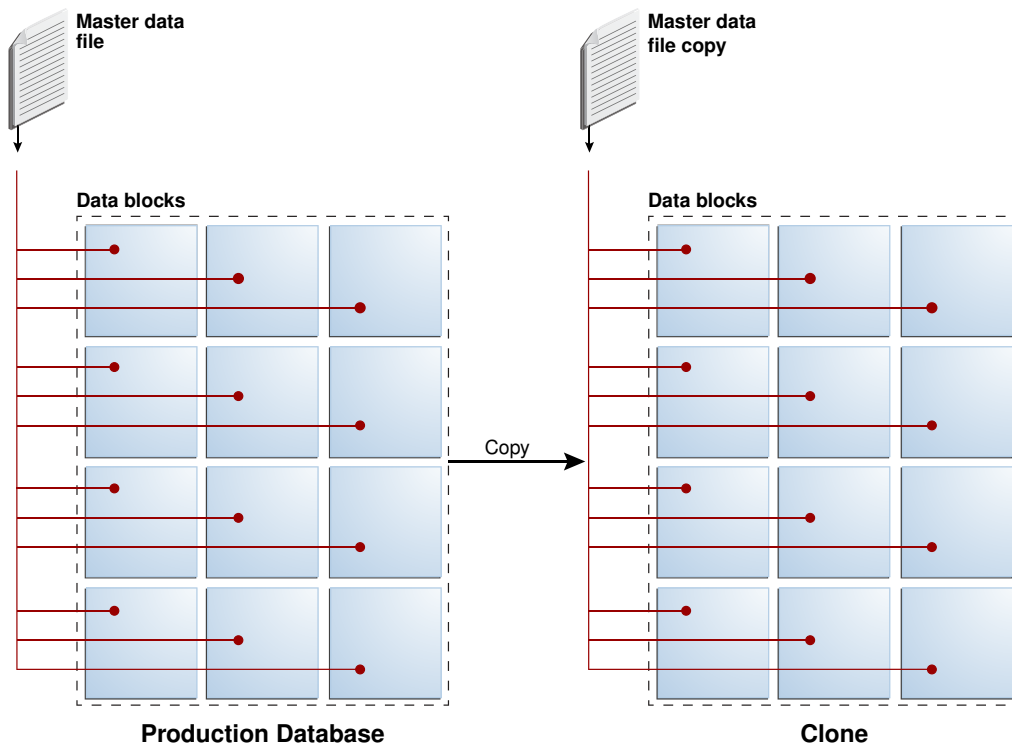 Master data
file
Master data
file copy
Data blocks
Data blocks
Copy
Production Database
Clone